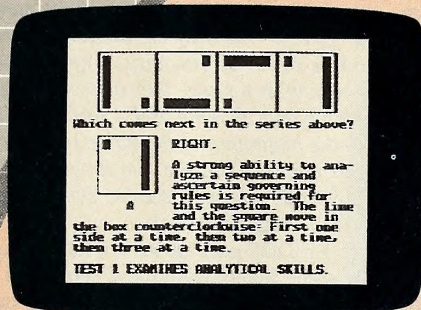 Which comes next in the series above?
RIGHT.
A strong ability to ana-
lyze a sequence and
ascertain governing
rules is required for
this question. The line
and the square move in
the box counterclockwise: First one
side at a time, then two at a time,
then three at a time.
A
TEST 1 EXAMINES ANALYTICAL SKILLS.